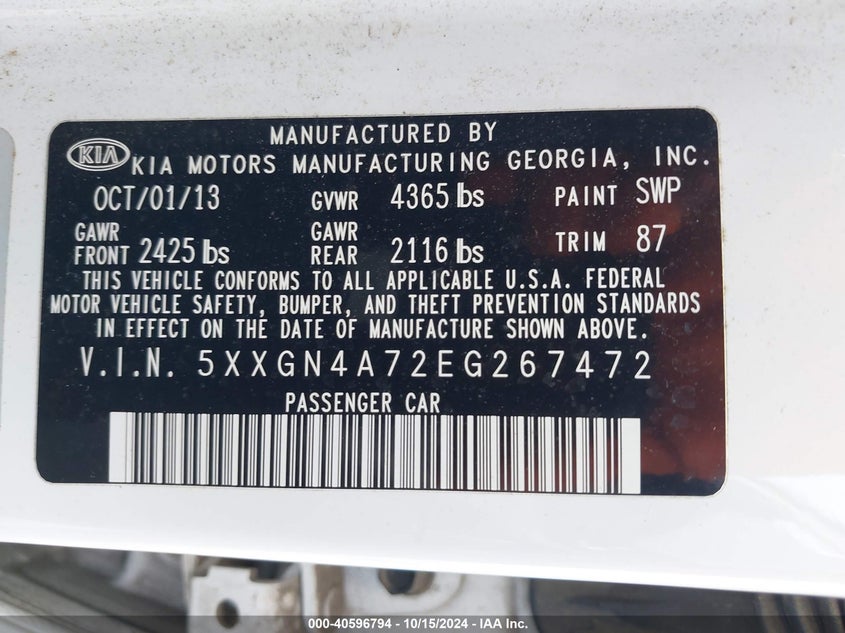 MANUFACTURED BY
KIA KIA MOTORS MANUFACTURING GEORGIA, INC.
OCT/01/13 GVWR 4365 lbs PAINT SWP
GAWR FRONT 2425 lbs GAWR REAR 2116 lbs TRIM 87
THIS VEHICLE CONFORMS TO ALL APPLICABLE U.S.A. FEDERAL
MOTOR VEHICLE SAFETY, BUMPER, AND THEFT PREVENTION STANDARDS
IN EFFECT ON THE DATE OF MANUFACTURE SHOWN ABOVE.
V.I.N. 5XXGN4A72EG267472
PASSENGER CAR
000-40596794 - 10/15/2024 - IAA Inc.